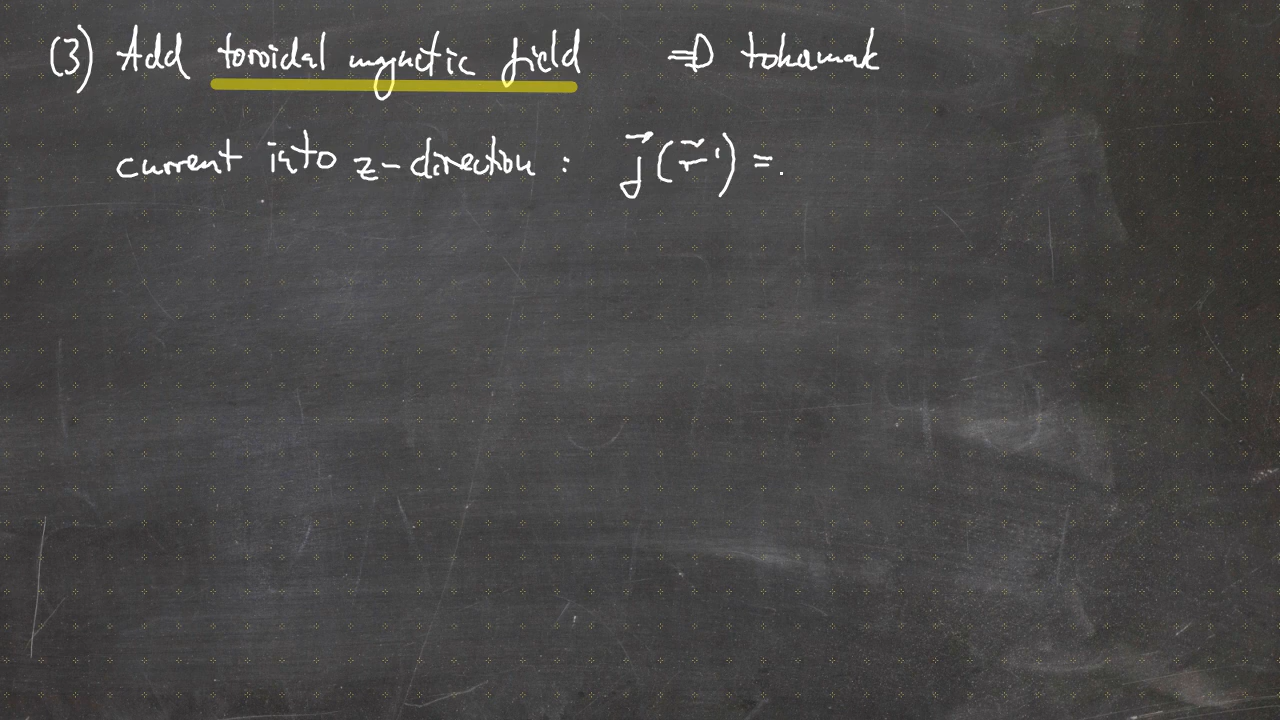 (3) Add toroidal magnetic field ⇒ tokamak
current into z-direction : j⃗(r⃗') =